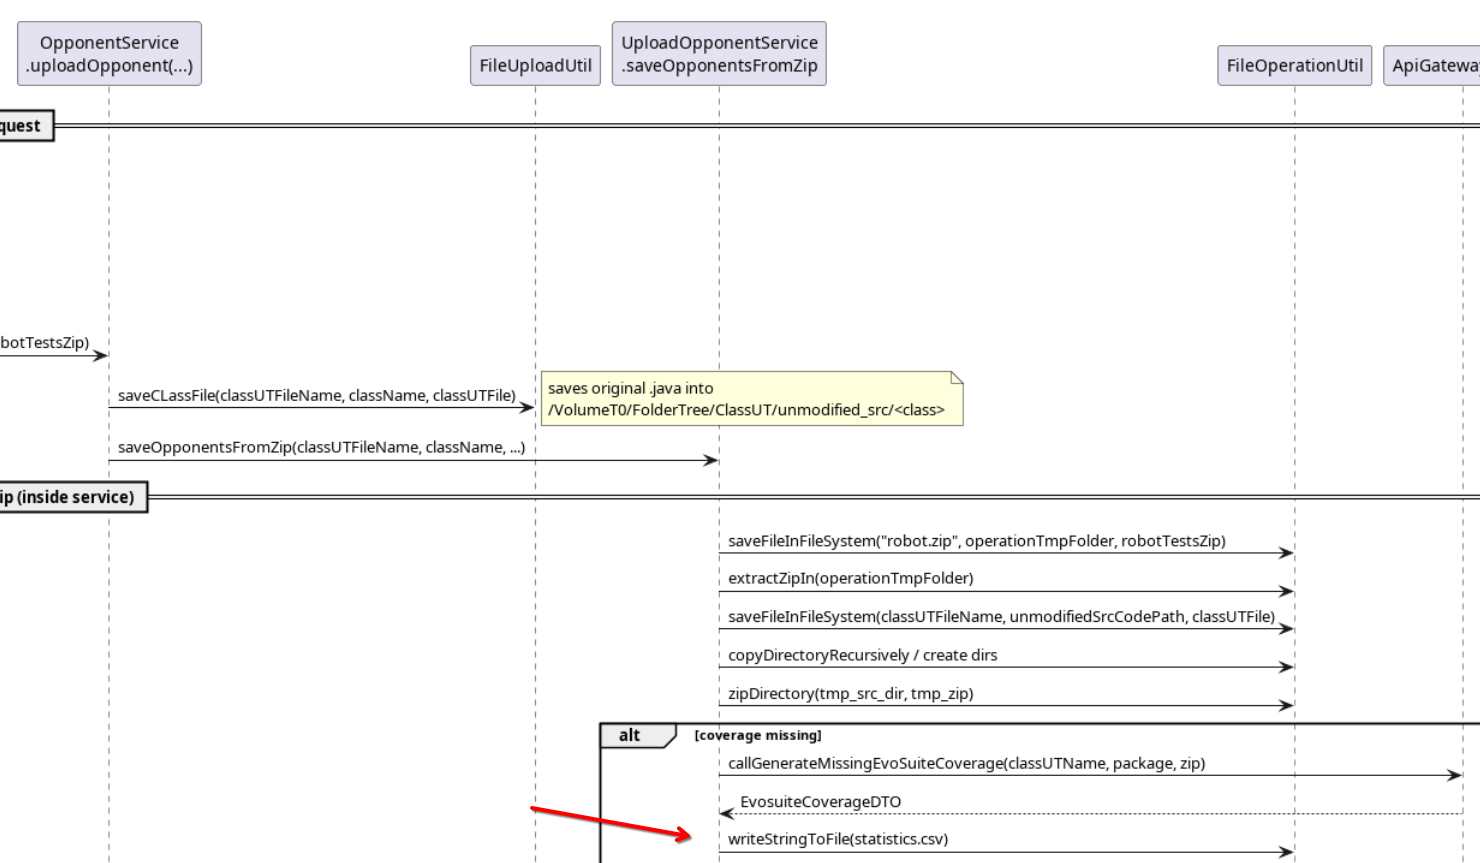 OpponentService
.uploadOpponent(...)
FileUploadUtil
UploadOpponentService
.saveOpponentsFromZip
FileOperationUtil
ApiGateway
quest
botTestsZip)
saveCLassFile(classUTFileName, className, classUTFile)
saves original .java into
/VolumeT0/FolderTree/ClassUT/unmodified_src/<class>
saveOpponentsFromZip(classUTFileName, className, ...)
ip (inside service)
saveFileInFileSystem("robot.zip", operationTmpFolder, robotTestsZip)
extractZipIn(operationTmpFolder)
saveFileInFileSystem(classUTFileName, unmodifiedSrcCodePath, classUTFile)
copyDirectoryRecursively / create dirs
zipDirectory(tmp_src_dir, tmp_zip)
alt [coverage missing]
callGenerateMissingEvoSuiteCoverage(classUTName, package, zip)
EvosuiteCoverageDTO
writeStringToFile(statistics.csv)